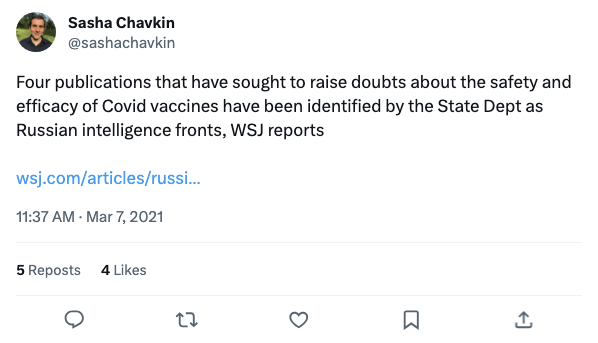 Sasha Chavkin
@sashachavkin
Four publications that have sought to raise doubts about the safety and
efficacy of Covid vaccines have been identified by the State Dept as
Russian intelligence fronts, WSJ reports
wsj.com/articles/russi...
11:37 AM · Mar 7, 2021
5 Reposts 4 Likes